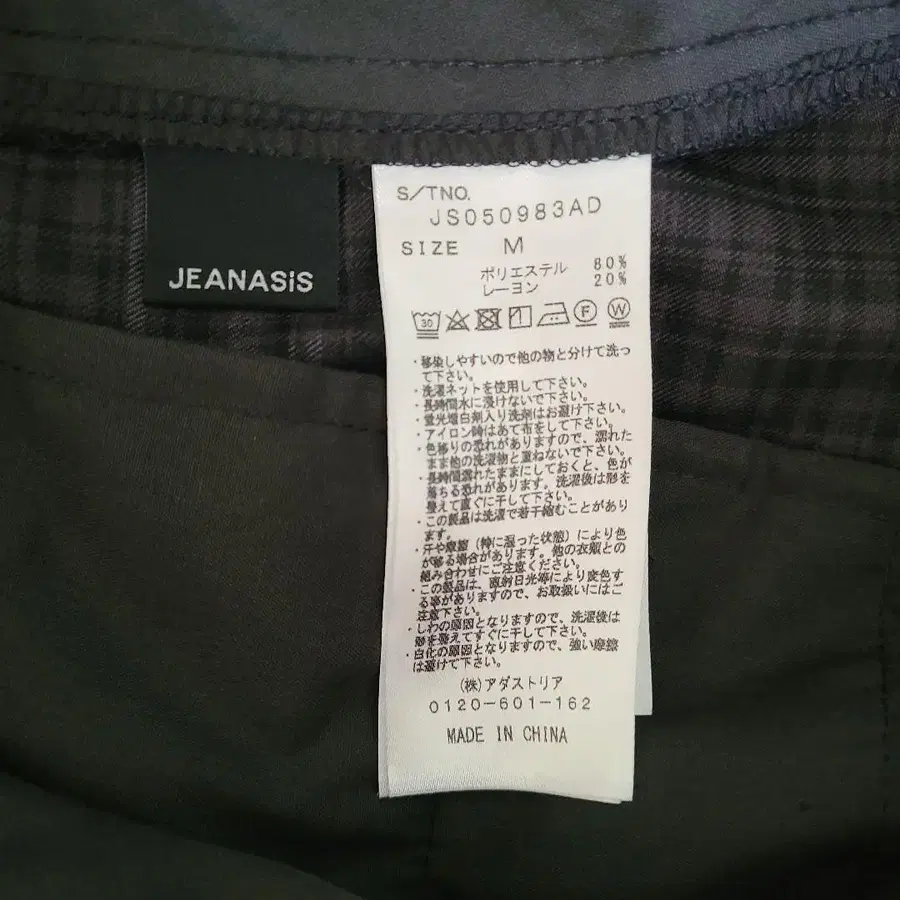 JEANASiS
S/TNO.
JS050983AD
SIZE M
ポリエステル 80%
レーヨン 20%
30 F W
・移染しやすいので他の物と分けて洗っ
て下さい。
・洗濯ネットを使用して下さい。
・長時間水に浸けないで下さい。
・蛍光増白剤入り洗剤はお避け下さい。
・アイロン時はあて布をして下さい。
・色移りの恐れがありますので、濡れた
まま他の洗濯物と重ねないで下さい。
・長時間濡れたままにしておくと、色が
落ちる恐れがあります。洗濯後は形を
整えて直ぐに干して下さい。
・この製品は洗濯で若干縮むことがあり
ます。
・汗や摩擦（特に湿った状態）により色
が移る場合があります。他の衣類との
組み合わせにご注意ください。
・この製品は、直射日光等により変色す
る事がありますので、お取扱いにはご
注意下さい。
・しわの原因となりますので、洗濯後は
形を整えてすぐに干して下さい。
・白化の原因となりますので、強い摩擦
は避けて下さい。
(株)アダストリア
0120-601-162
MADE IN CHINA